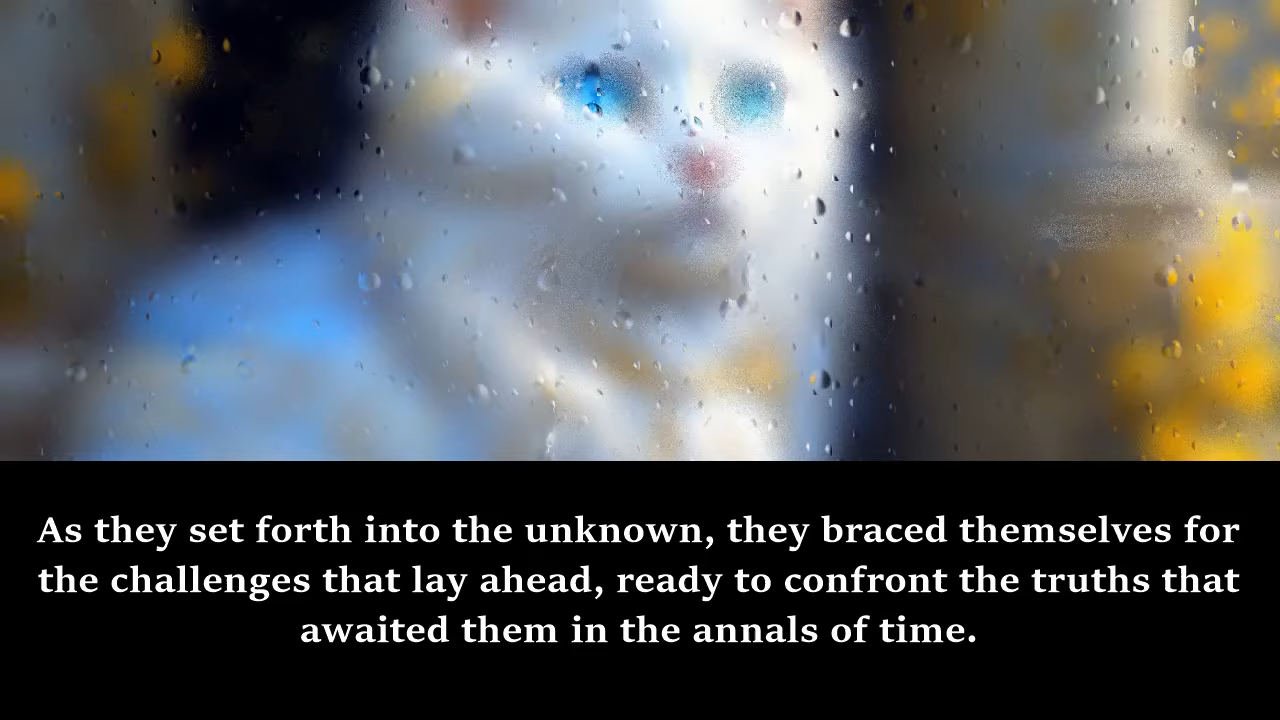 As they set forth into the unknown, they braced themselves for
the challenges that lay ahead, ready to confront the truths that
awaited them in the annals of time.